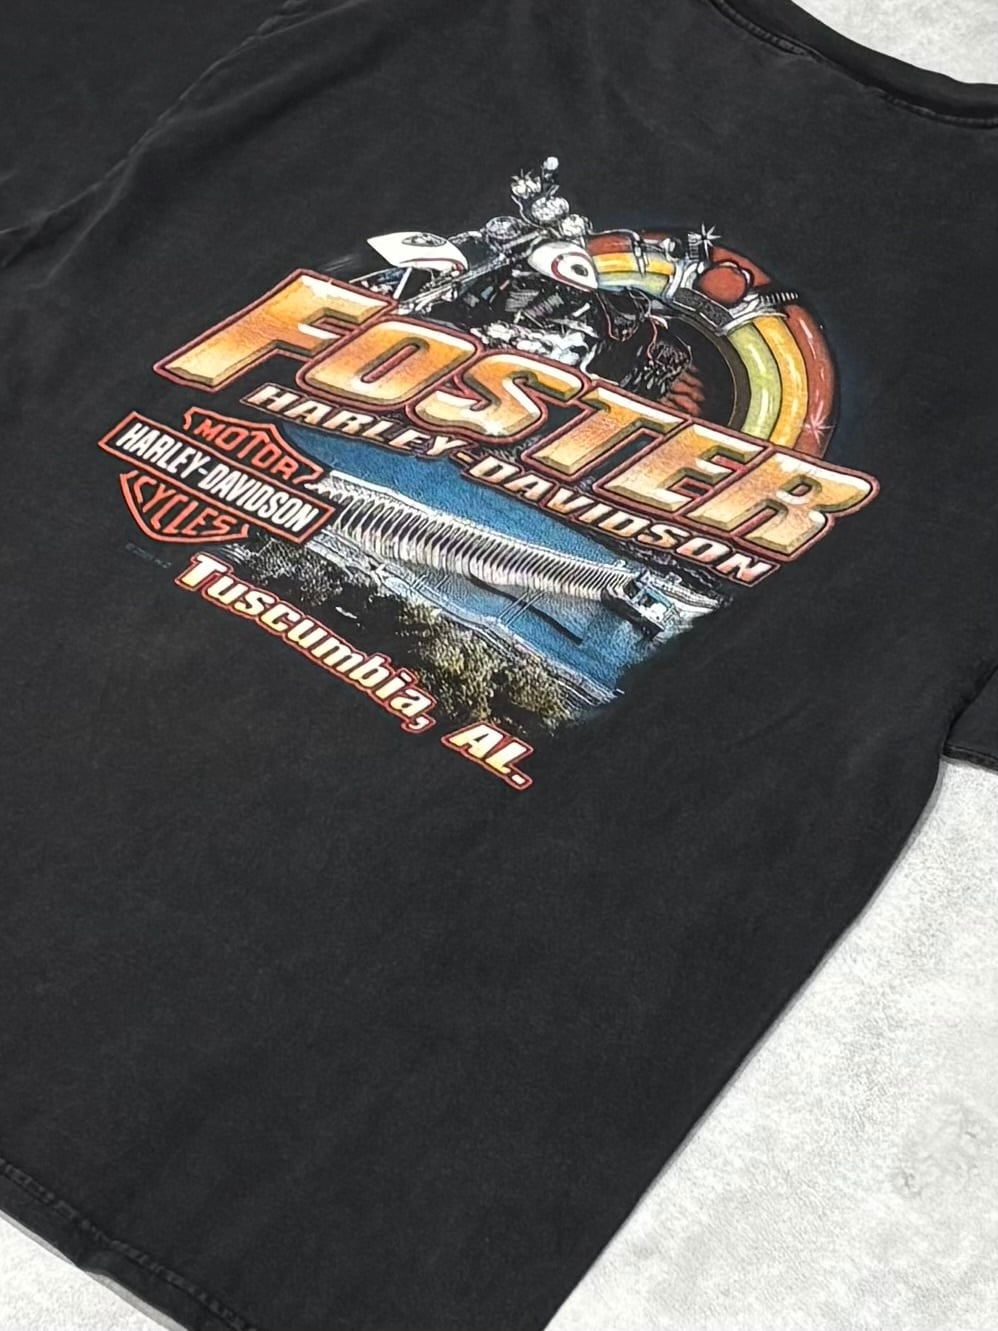 FOSTER
HARLEY-DAVIDSON
MOTOR
HARLEY-DAVIDSON
CYCLES
Tuscumbia, AL.